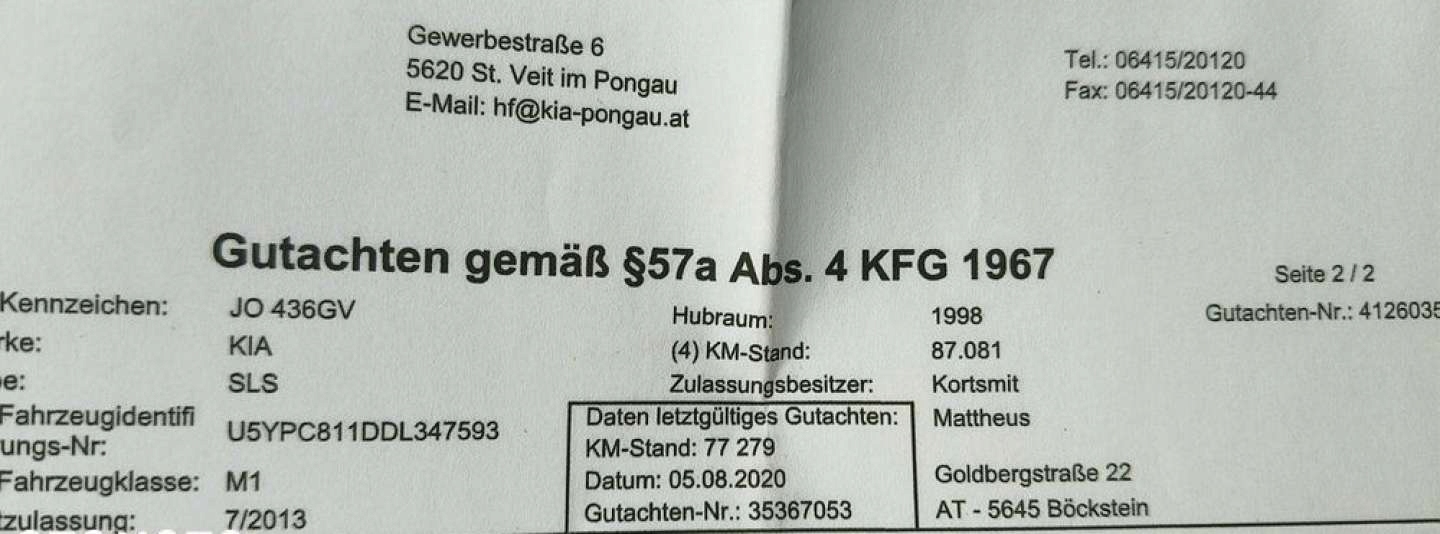 Gewerbestraße 6
5620 St. Veit im Pongau
E-Mail: hf@kia-pongau.at
Tel.: 06415/20120
Fax: 06415/20120-44
Gutachten gemäß §57a Abs. 4 KFG 1967
Seite 2 / 2
Gutachten-Nr.: 4126035
Kennzeichen: JO 436GV
rke: KIA
e: SLS
Fahrzeugidentifi
ungs-Nr: U5YPC811DDL347593
Fahrzeugklasse: M1
tzulassung: 7/2013
Hubraum: 1998
(4) KM-Stand: 87.081
Zulassungsbesitzer: Kortsmit
Mattheus
Goldbergstraße 22
AT - 5645 Böckstein
Daten letztgültiges Gutachten:
KM-Stand: 77 279
Datum: 05.08.2020
Gutachten-Nr.: 35367053